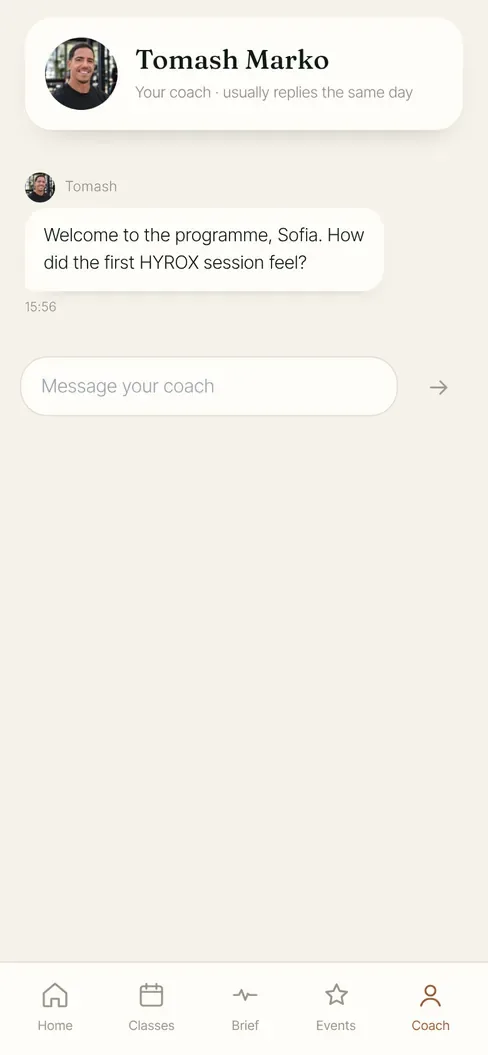 Tomash Marko
Your coach · usually replies the same day
Tomash
Welcome to the programme, Sofia. How
did the first HYROX session feel?
15:56
Message your coach
Home
Classes
Brief
Events
Coach